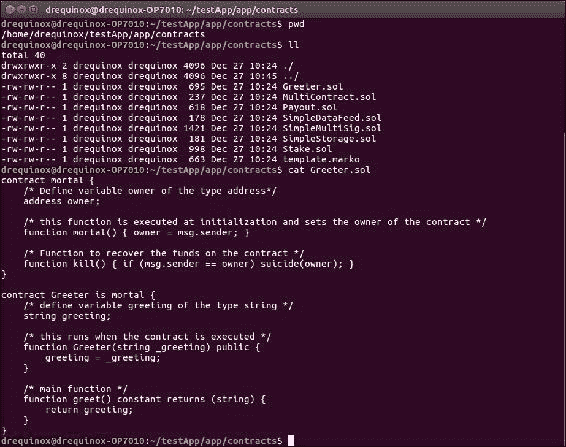 drequinox@drequinox-OP7010: ~/testApp/app/contracts
drequinox@drequinox-OP7010:~/testApp/app/contracts$ pwd
/home/drequinox/testApp/app/contracts
drequinox@drequinox-OP7010:~/testApp/app/contracts$ ll
total 40
drwxrwxr-x 2 drequinox drequinox 4096 Dec 27 10:24 ./
drwxrwxr-x 8 drequinox drequinox 4096 Dec 27 10:45 ../
-rw-rw-r-- 1 drequinox drequinox  695 Dec 27 10:24 Greeter.sol
-rw-rw-r-- 1 drequinox drequinox  237 Dec 27 10:24 MultiContract.sol
-rw-rw-r-- 1 drequinox drequinox  618 Dec 27 10:24 Payout.sol
-rw-rw-r-- 1 drequinox drequinox  178 Dec 27 10:24 SimpleDataFeed.sol
-rw-rw-r-- 1 drequinox drequinox 1421 Dec 27 10:24 SimpleMultiSig.sol
-rw-rw-r-- 1 drequinox drequinox  181 Dec 27 10:24 SimpleStorage.sol
-rw-rw-r-- 1 drequinox drequinox  998 Dec 27 10:24 Stake.sol
-rw-rw-r-- 1 drequinox drequinox  663 Dec 27 10:24 template.marko
drequinox@drequinox-OP7010:~/testApp/app/contracts$ cat Greeter.sol
contract mortal {
    /* Define variable owner of the type address*/
    address owner;

    /* this function is executed at initialization and sets the owner of the contract */
    function mortal() { owner = msg.sender; }

    /* Function to recover the funds on the contract */
    function kill() { if (msg.sender == owner) suicide(owner); }
}

contract Greeter is mortal {
    /* define variable greeting of the type string */
    string greeting;

    /* this runs when the contract is executed */
    function Greeter(string _greeting) public {
        greeting = _greeting;
    }

    /* main function */
    function greet() constant returns (string) {
        return greeting;
    }
}
drequinox@drequinox-OP7010:~/testApp/app/contracts$